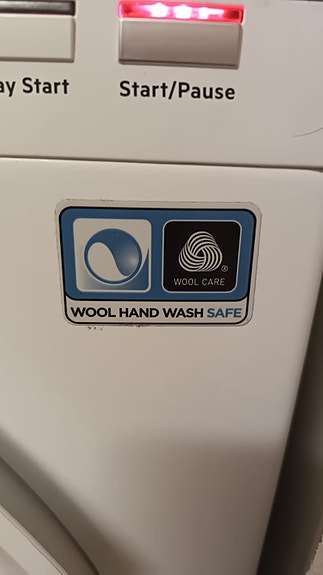 ay Start
Start/Pause
®
WOOL CARE
WOOL HAND WASH SAFE